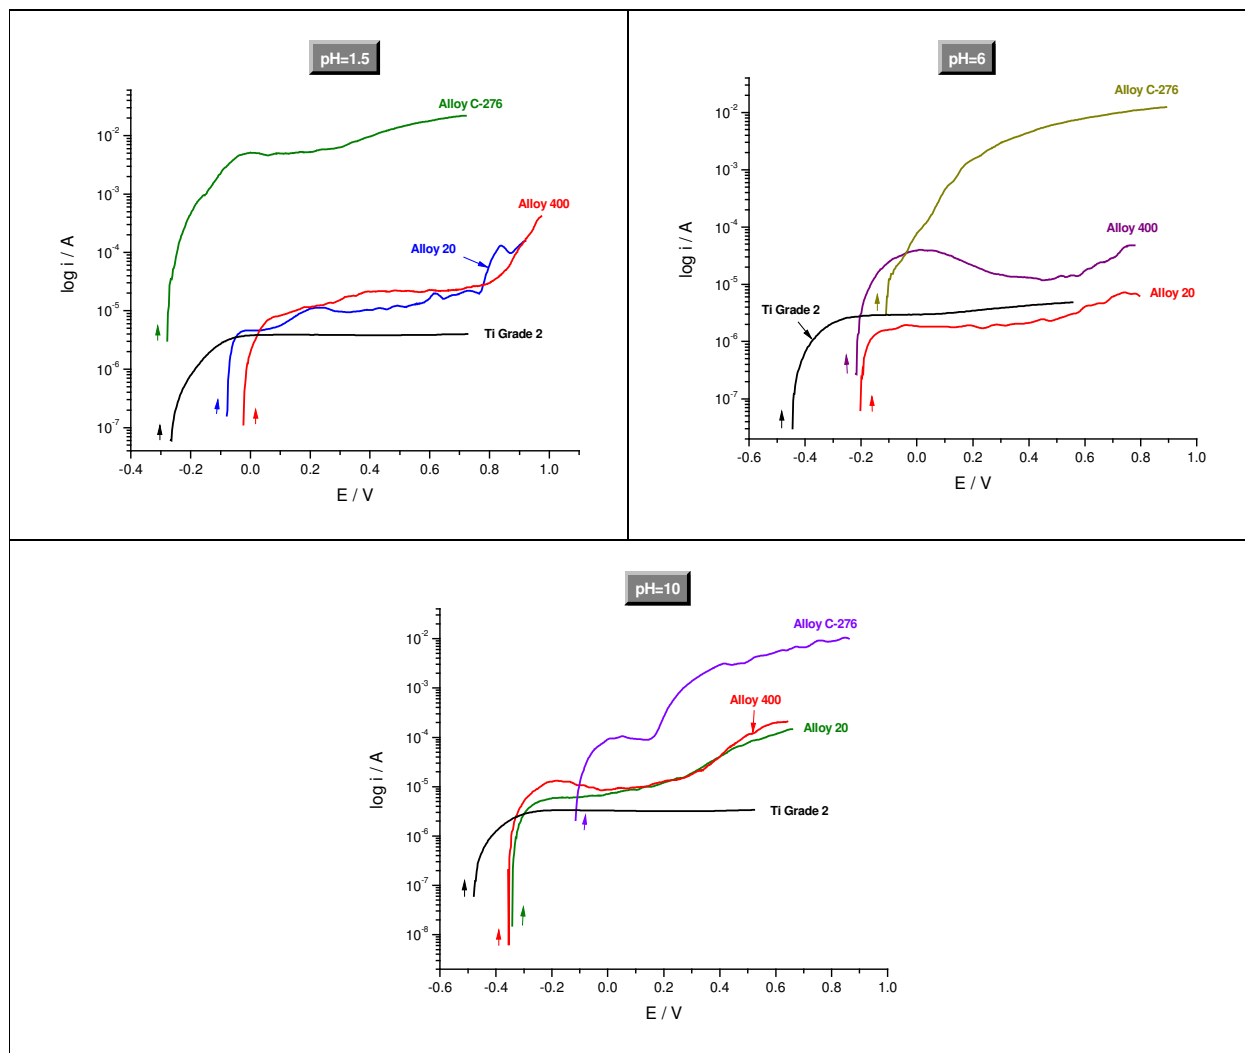 pH=1.5
Alloy C-276
Alloy 400
Alloy 20
Ti Grade 2
log i / A
10^-2
10^-3
10^-4
10^-5
10^-6
10^-7
-0.4 -0.2 0.0 0.2 0.4 0.6 0.8 1.0
E / V
pH=6
Alloy C-276
Alloy 400
Alloy 20
Ti Grade 2
log i / A
10^-2
10^-3
10^-4
10^-5
10^-6
10^-7
-0.6 -0.4 -0.2 0.0 0.2 0.4 0.6 0.8 1.0
E / V
pH=10
Alloy C-276
Alloy 400
Alloy 20
Ti Grade 2
log i / A
10^-2
10^-3
10^-4
10^-5
10^-6
10^-7
10^-8
-0.6 -0.4 -0.2 0.0 0.2 0.4 0.6 0.8 1.0
E / V